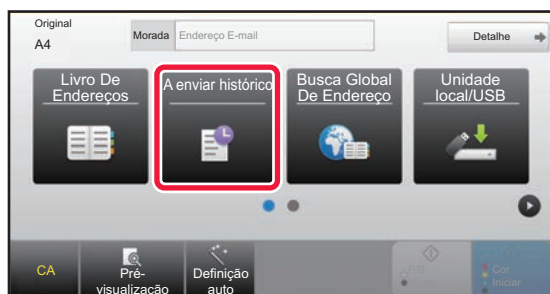 Original
A4
Morada
Endereço E-mail
Detalhe
Livro De
Endereços
A enviar histórico
Busca Global
De Endereço
Unidade
local/USB
CA
Pré-
visualização
Definição
auto
P/B
Cor
Iniciar